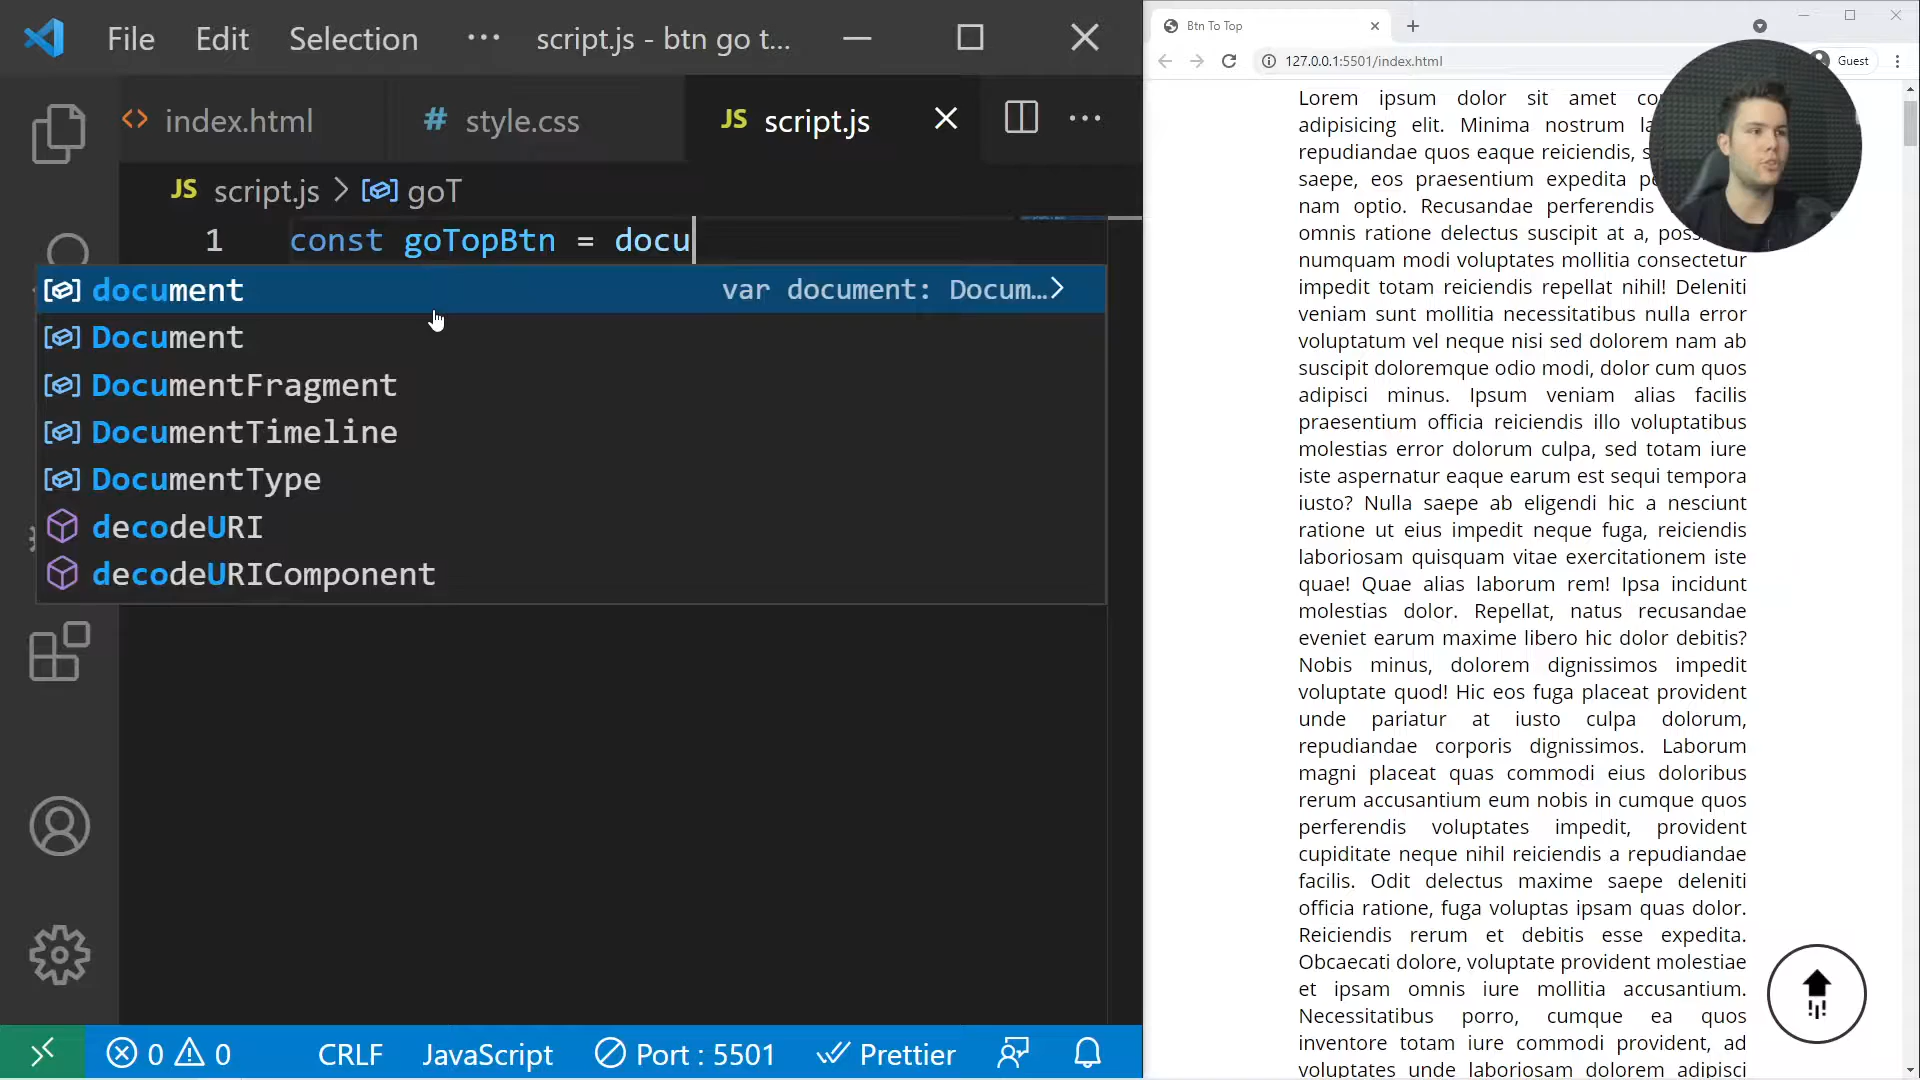 File Edit Selection ··· script.js - btn go t...
index.html # style.css JS script.js
JS script.js > goT
1 const goTopBtn = docu
document var document: Docum...>
Document
DocumentFragment
DocumentTimeline
DocumentType
decodeURI
decodeURIComponent
0 0 CRLF JavaScript Port : 5501 Prettier
Btn To Top
127.0.0.1:5501/index.html Guest
Lorem ipsum dolor sit amet
adipisicing elit. Minima nostrum
repudiandae quos eaque reiciendis,
saepe, eos praesentium expedita
nam optio. Recusandae perferendis
omnis ratione delectus suscipit at a,
numquam modi voluptates mollitia consectetur
impedit totam reiciendis repellat nihil! Deleniti
veniam sunt mollitia necessitatibus nulla error
voluptatum vel neque nisi sed dolorem nam ab
suscipit doloremque odio modi, dolor cum quos
adipisci minus. Ipsum veniam alias facilis
praesentium officia reiciendis illo voluptatibus
molestias error dolorum culpa, sed totam iure
iste aspernatur eaque earum est sequi tempora
iusto? Nulla saepe ab eligendi hic a nesciunt
ratione ut eius impedit neque fuga, reiciendis
laboriosam quisquam vitae exercitationem iste
quae! Quae alias laborum rem! Ipsa incidunt
molestias dolor. Repellat, natus recusandae
eveniet earum maxime libero hic dolor debitis?
Nobis minus, dolorem dignissimos impedit
voluptate quod! Hic eos fuga placeat provident
unde pariatur at iusto culpa dolorum,
repudiandae corporis dignissimos. Laborum
magni placeat quas commodi eius doloribus
rerum accusantium eum nobis in cumque quos
perferendis voluptates impedit, provident
cupiditate neque nihil reiciendis a repudiandae
facilis. Odit delectus maxime saepe deleniti
officia ratione, fuga voluptas ipsam quas dolor.
Reiciendis rerum et debitis esse expedita.
Obcaecati dolore, voluptate provident molestiae
et ipsam omnis iure mollitia accusantium.
Necessitatibus porro, cumque ea quos
inventore totam iure commodi provident, ad
voluptates unde laboriosam dolorem adipisci